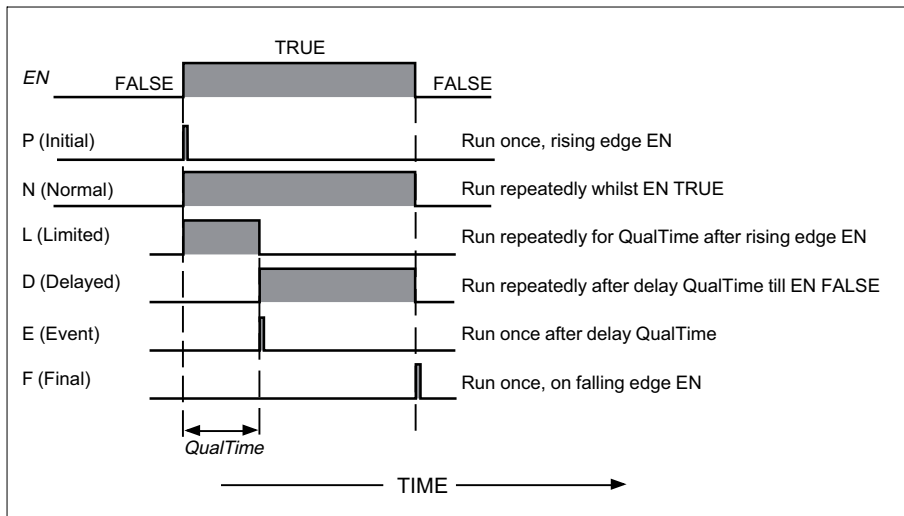 TRUE
EN FALSE FALSE
P (Initial) Run once, rising edge EN
N (Normal) Run repeatedly whilst EN TRUE
L (Limited) Run repeatedly for QualTime after rising edge EN
D (Delayed) Run repeatedly after delay QualTime till EN FALSE
E (Event) Run once after delay QualTime
F (Final) Run once, on falling edge EN
QualTime
TIME